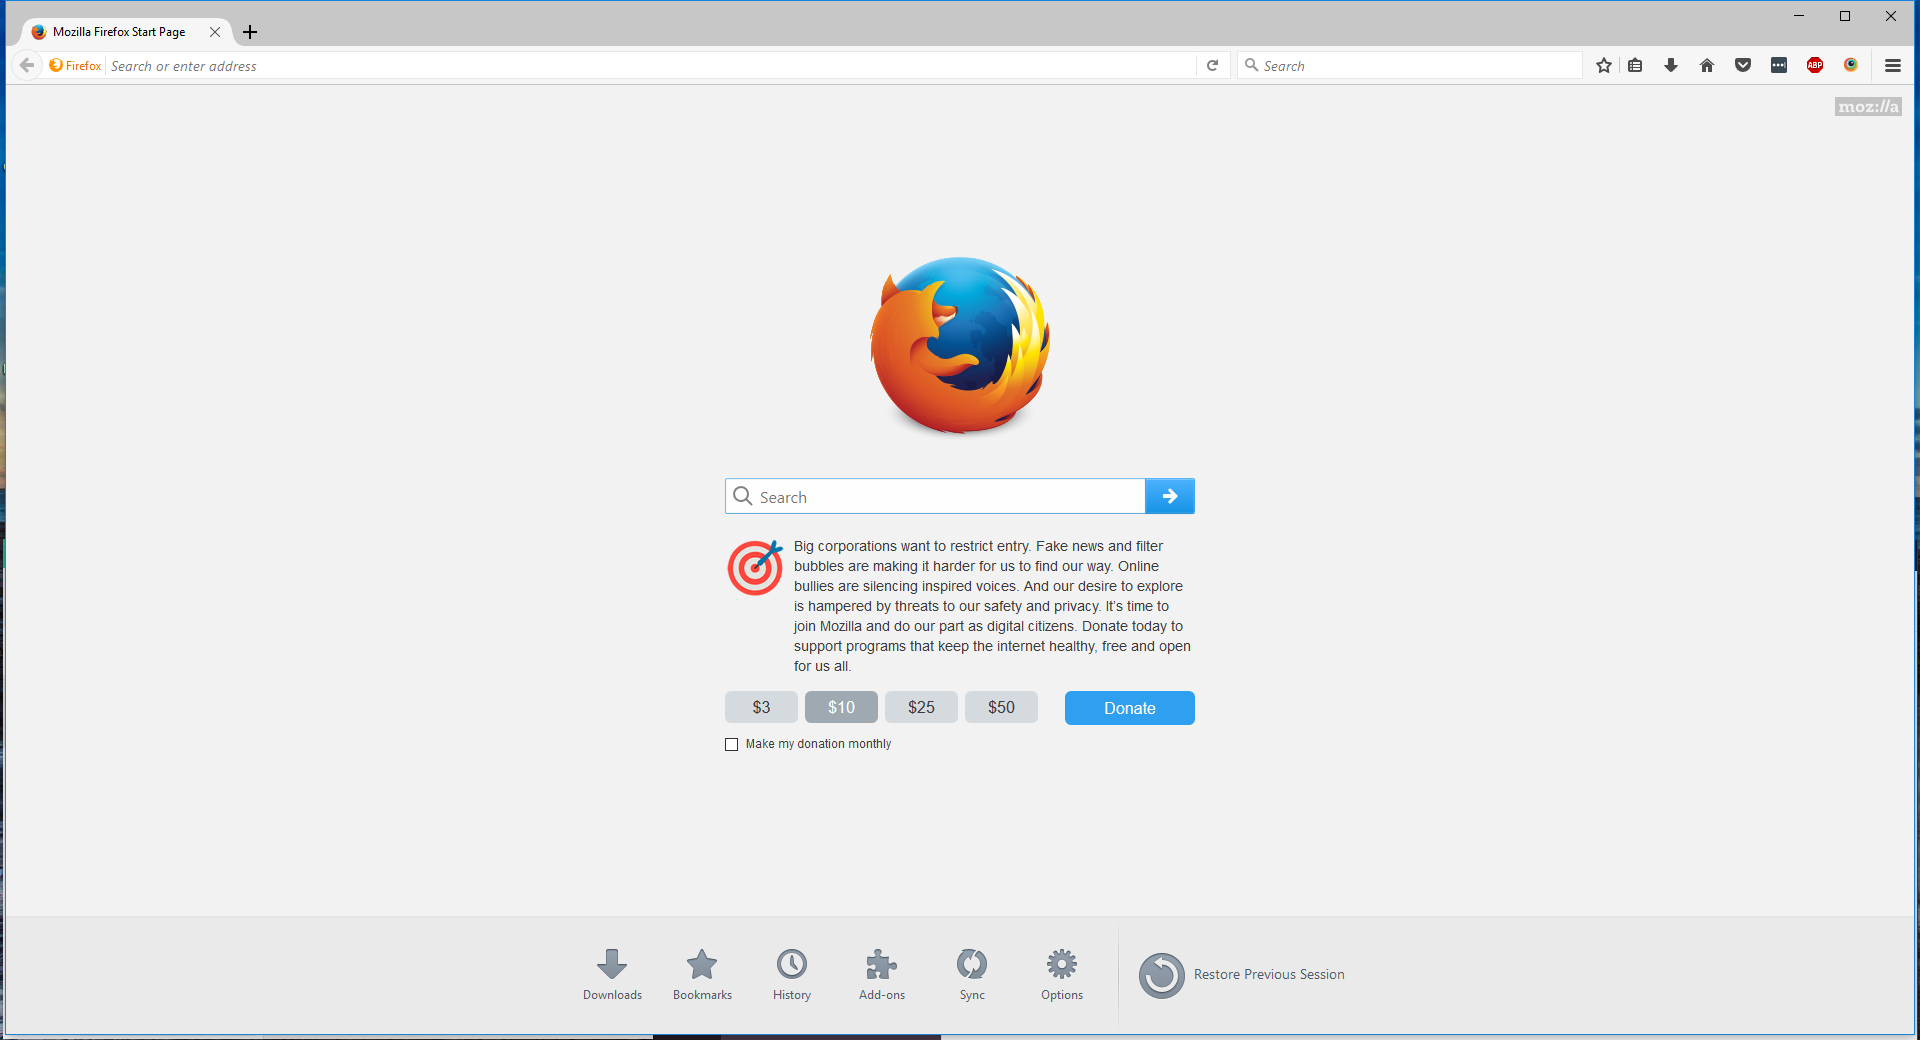 Mozilla Firefox Start Page
Firefox
Search or enter address
Search
ABP
moz://a
Search
Big corporations want to restrict entry. Fake news and filter
bubbles are making it harder for us to find our way. Online
bullies are silencing inspired voices. And our desire to explore
is hampered by threats to our safety and privacy. It's time to
join Mozilla and do our part as digital citizens. Donate today to
support programs that keep the internet healthy, free and open
for us all.
$3 $10 $25 $50 Donate
Make my donation monthly
Downloads Bookmarks History Add-ons Sync Options Restore Previous Session